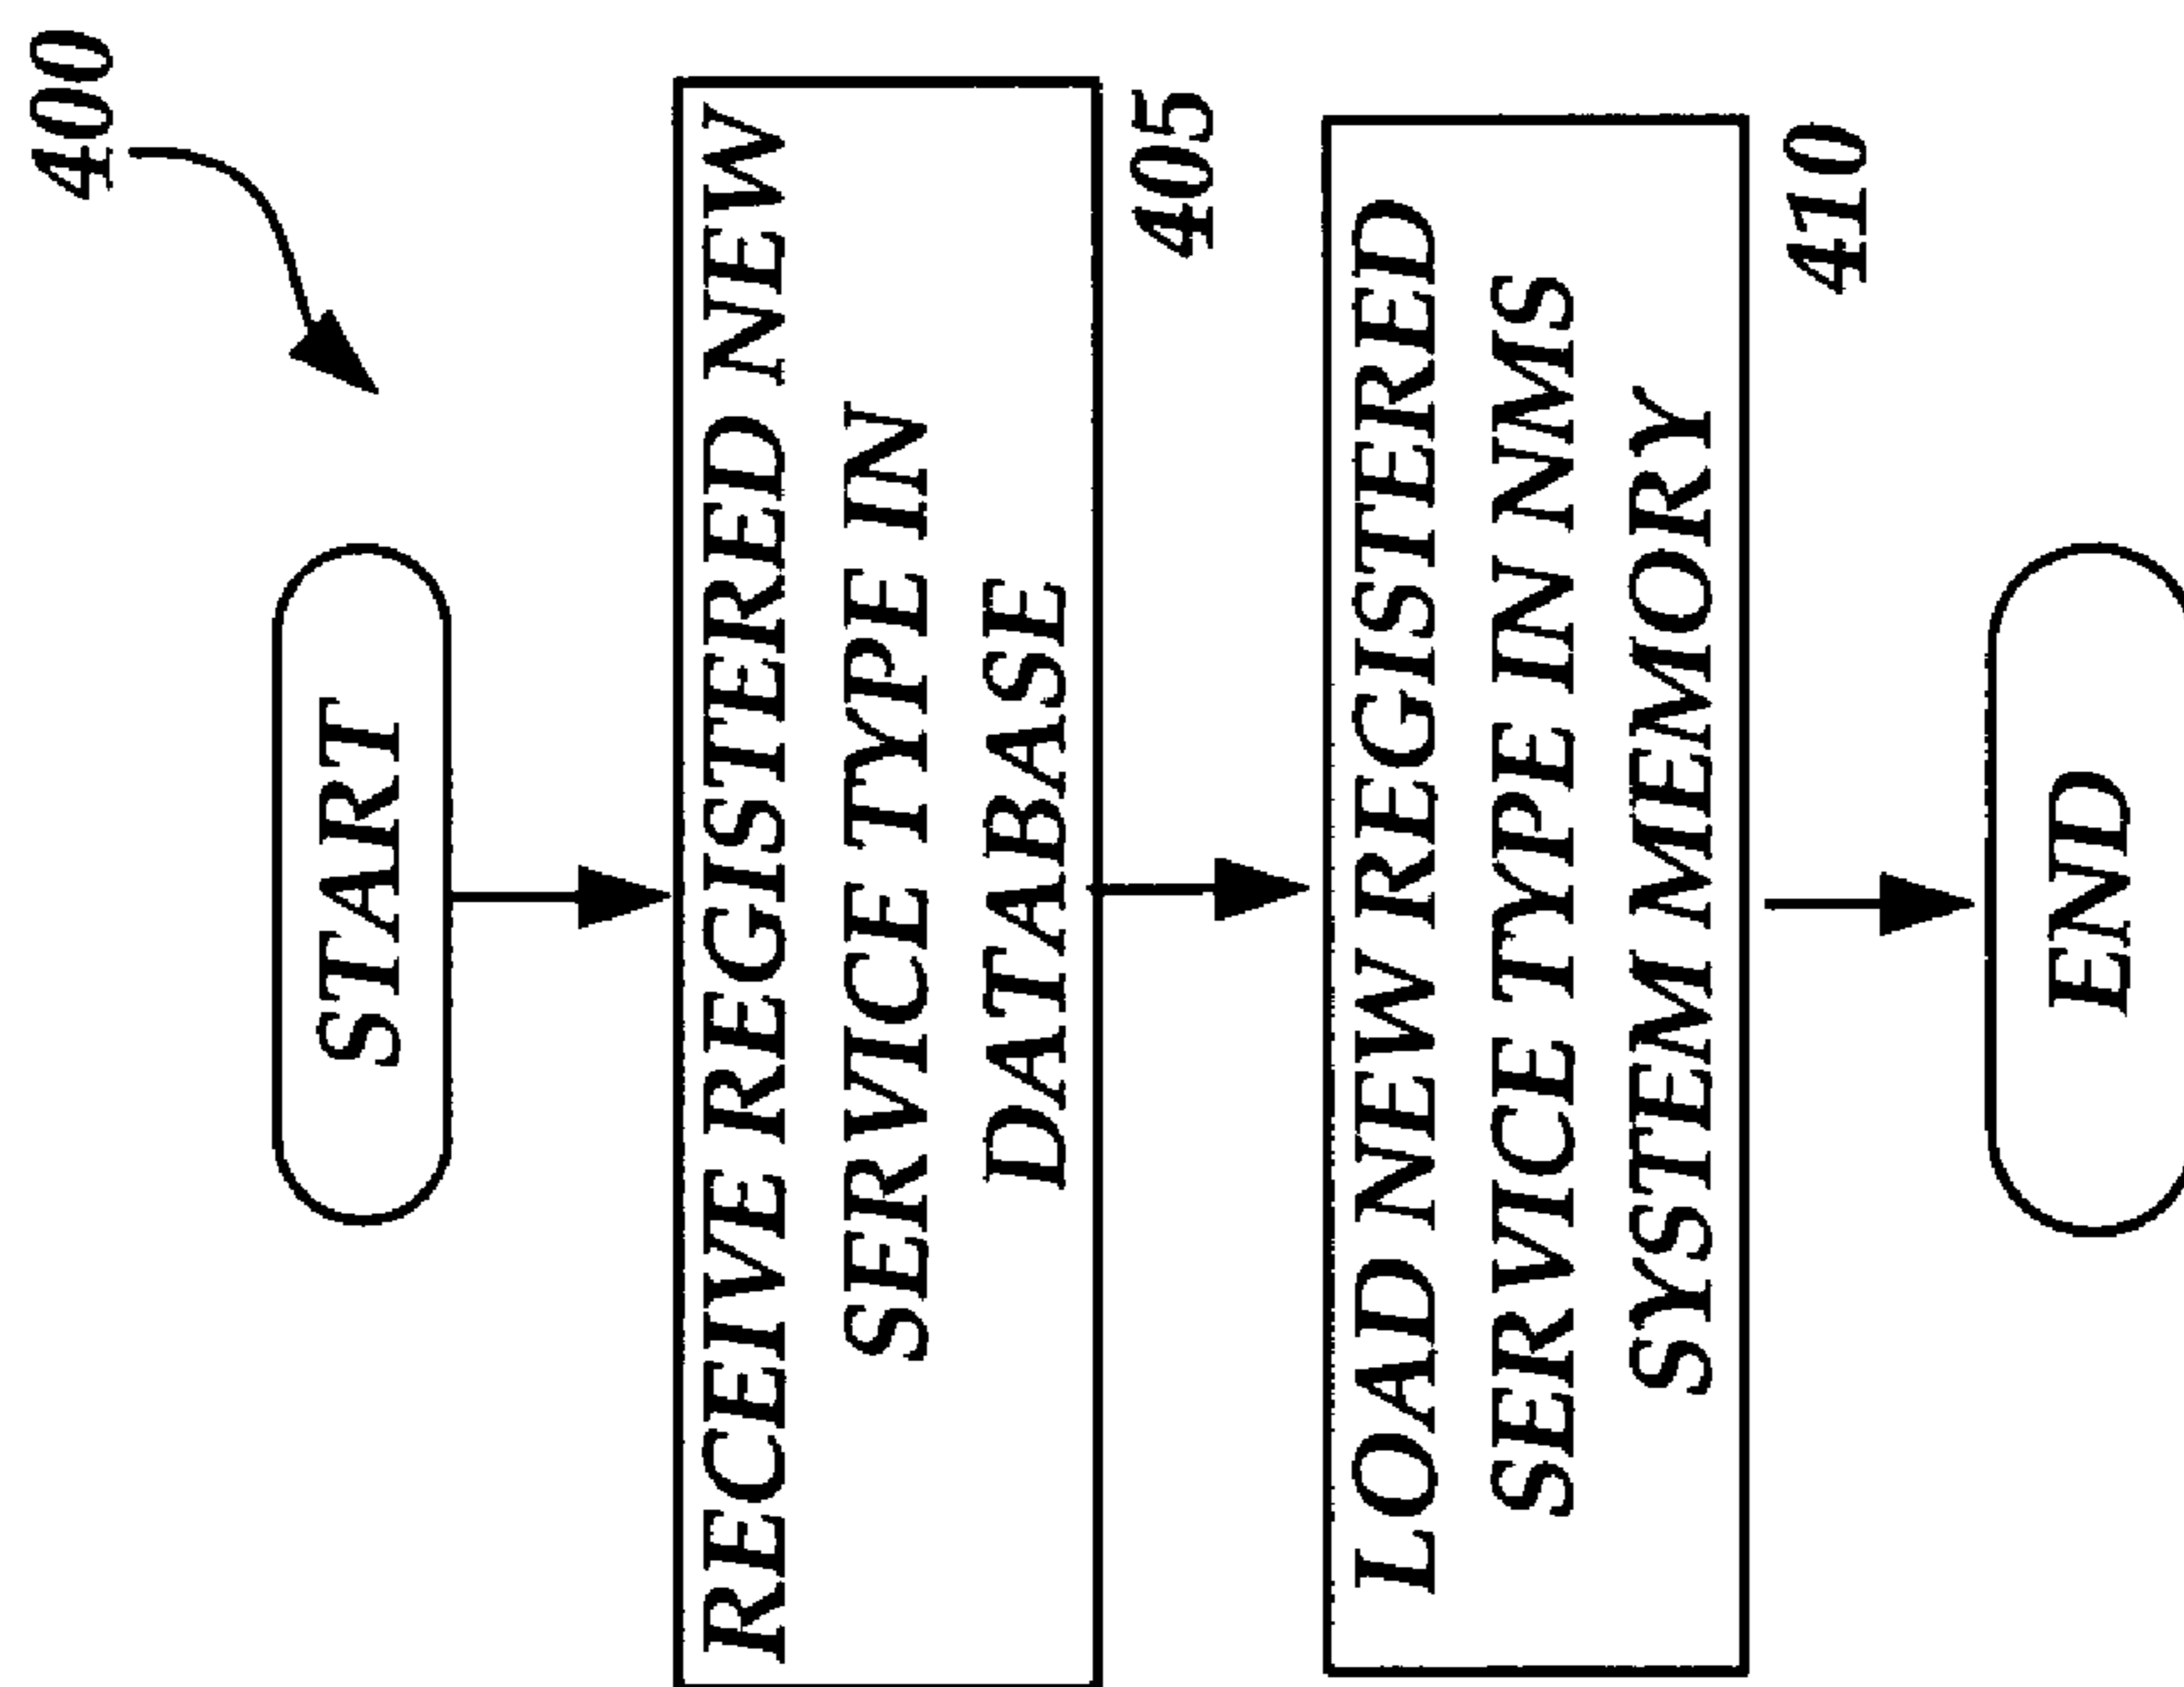 400
START
RECEIVE REGISTERED NEW
SERVICE TYPE IN
DATABASE
405
LOAD NEW REGISTERED
SERVICE TYPE IN NMS
SYSTEM MEMORY
410
END